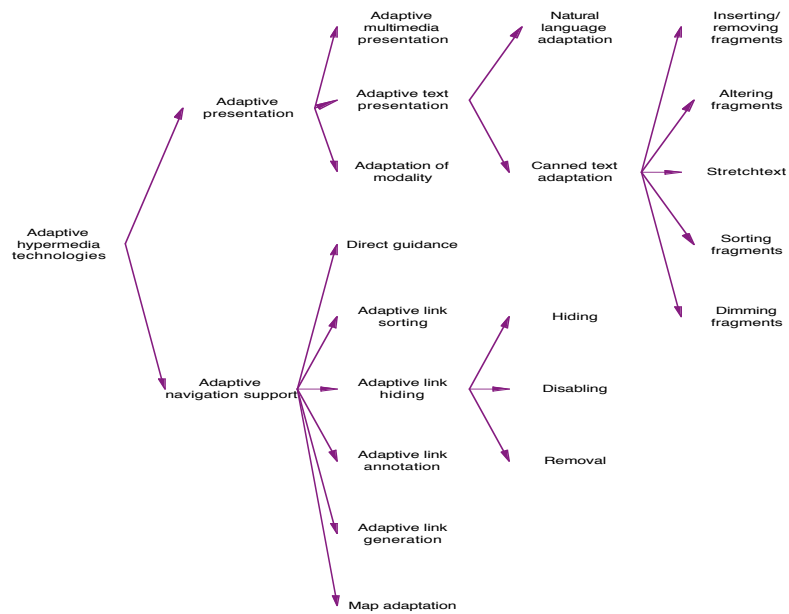 Adaptive
multimedia
presentation
Natural
language
adaptation
Inserting/
removing
fragments
Adaptive
presentation
Adaptive text
presentation
Altering
fragments
Adaptation of
modality
Canned text
adaptation
Stretchtext
Adaptive
hypermedia
technologies
Direct guidance
Sorting
fragments
Adaptive link
sorting
Hiding
Dimming
fragments
Adaptive
navigation support
Adaptive link
hiding
Disabling
Adaptive link
annotation
Removal
Adaptive link
generation
Map adaptation